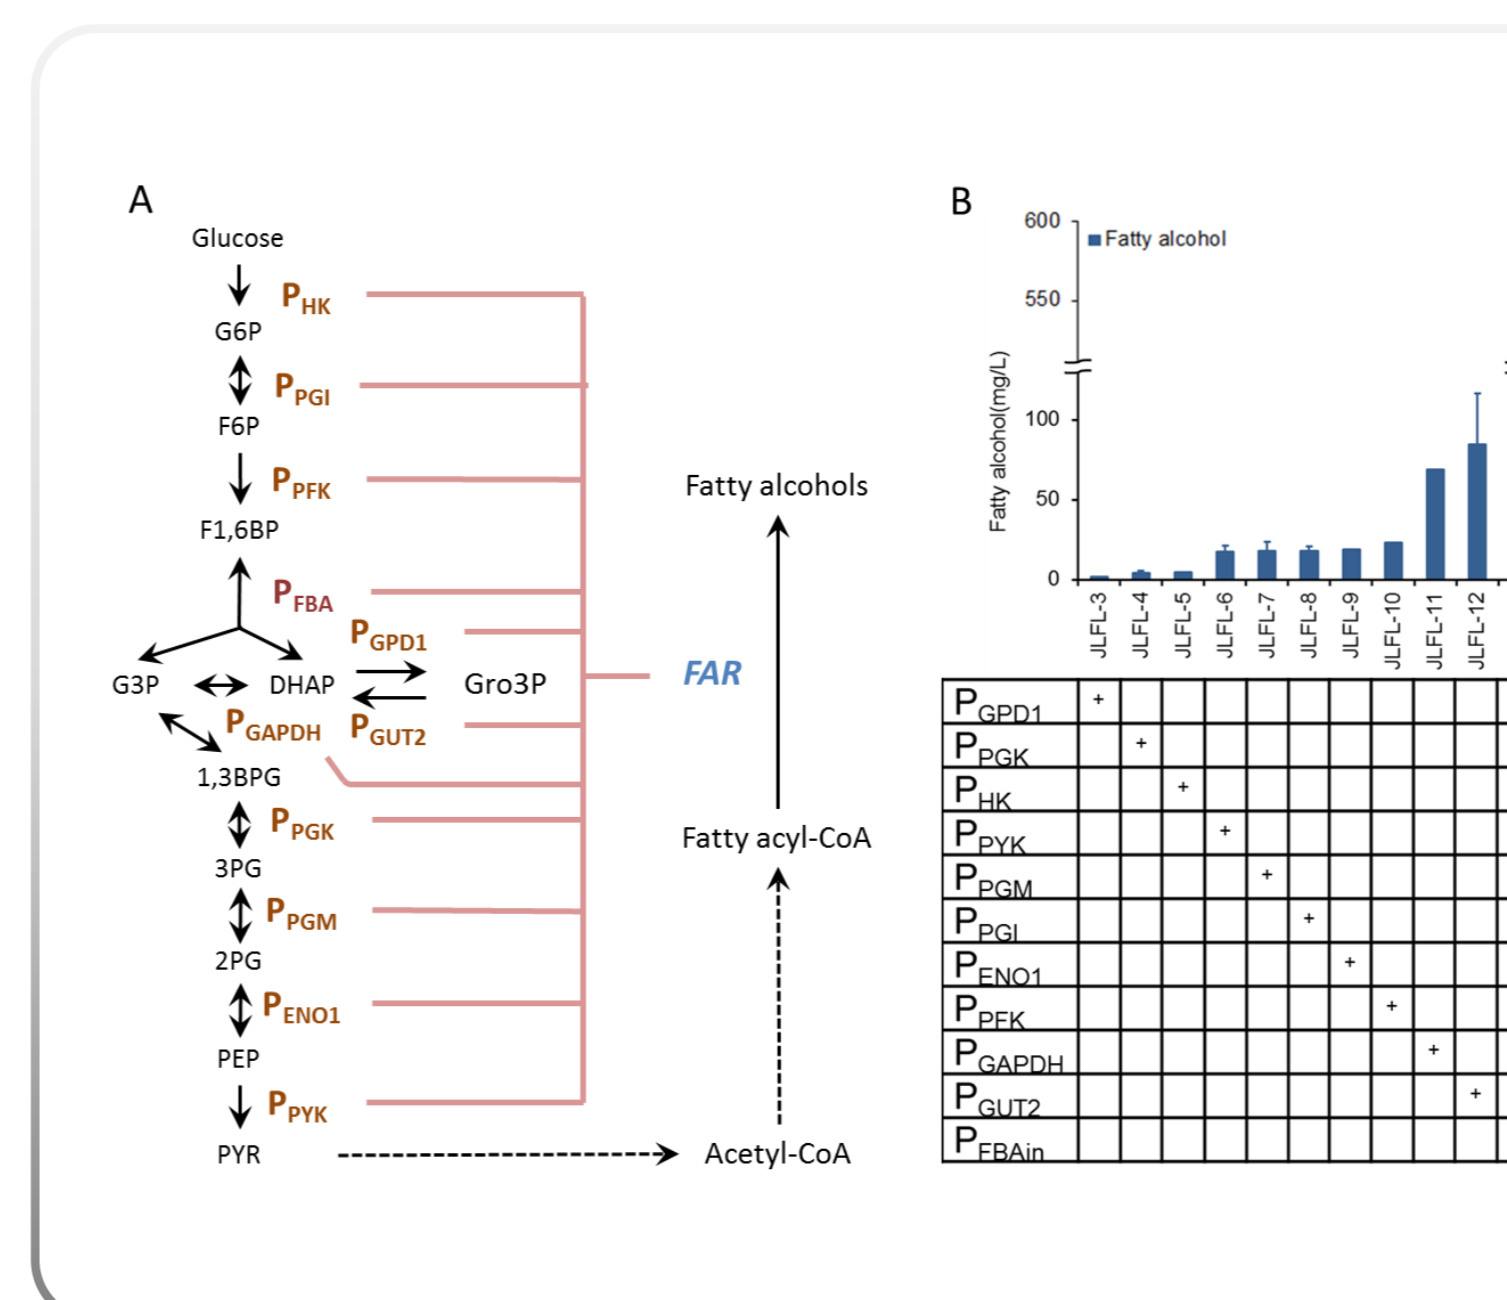 A
Glucose
P HK
G6P
P PGI
F6P
P PFK
F1,6BP
P FBA
P GPD1
G3P
DHAP
Gro3P
P GAPDH
P GUT2
1,3BPG
P PGK
3PG
P PGM
2PG
P ENO1
PEP
P PYK
PYR
FAR
Fatty alcohols
Fatty acyl-CoA
Acetyl-CoA
B
Fatty alcohol
Fatty alcohol(mg/L)
600
550
100
50
0
JLFL-3
JLFL-4
JLFL-5
JLFL-6
JLFL-7
JLFL-8
JLFL-9
JLFL-10
JLFL-11
JLFL-12
P GPD1 +
P PGK +
P HK +
P PYK +
P PGM +
P PGI +
P ENO1 +
P PFK +
P GAPDH +
P GUT2 +
P FBAin